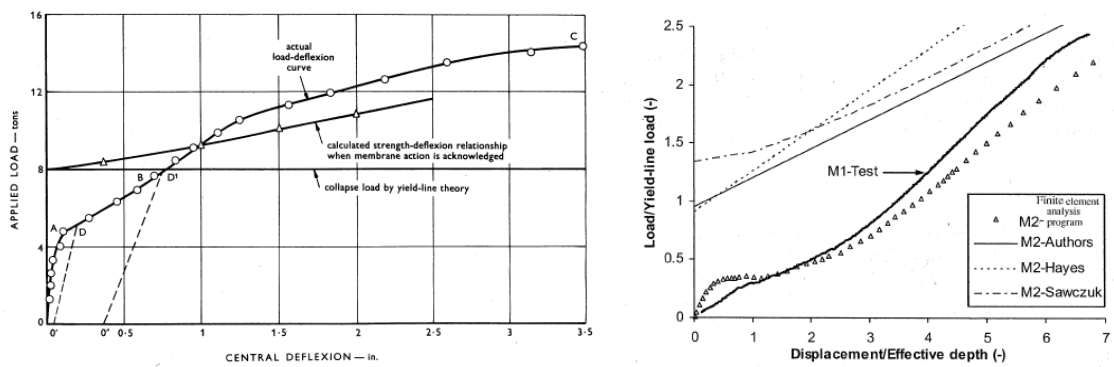 16
12
8
4
0
APPLIED LOAD — tons
actual
load-deflexion
curve
C
calculated strength-deflexion relationship
when membrane action is acknowledged
B
D'
collapse load by yield-line theory
A
D
0'
0"
0·5
1
1·5
2
2·5
3
3·5
CENTRAL DEFLEXION — in.
2.5
2
1.5
1
0.5
0
Load/Yield-line load (-)
M1-Test
Finite element
analysis
M2- program
M2-Authors
M2-Hayes
M2-Sawczuk
0
1
2
3
4
5
6
7
Displacement/Effective depth (-)